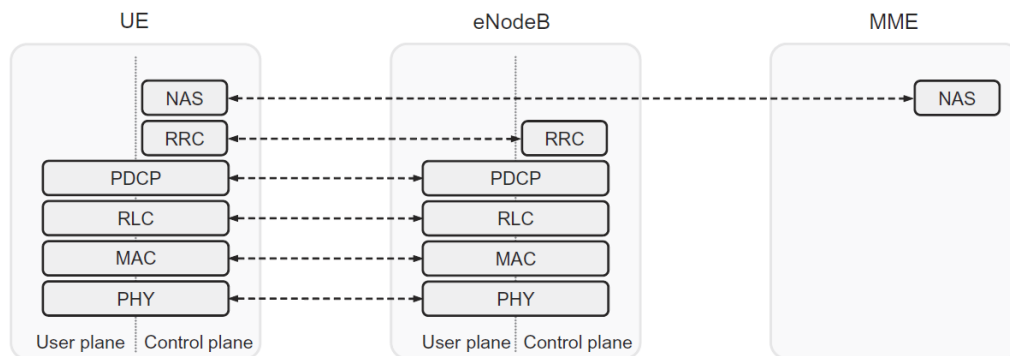 UE eNodeB MME
NAS NAS
RRC RRC
PDCP PDCP
RLC RLC
MAC MAC
PHY PHY
User plane Control plane User plane Control plane